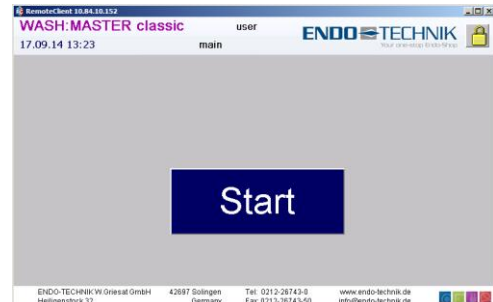 RemoteClient 10.84.10.152
WASH:MASTER classic user
ENDO TECHNIK
Your one-stop Endo-Shop
17.09.14 13:23 main
Start
ENDO-TECHNIK W.Griesat GmbH 42697 Solingen Tel: 0212-26743-0 www.endo-technik.de
Heiligenstock 32 Germany Fax: 0212-26743-50 info@endo-technik.de